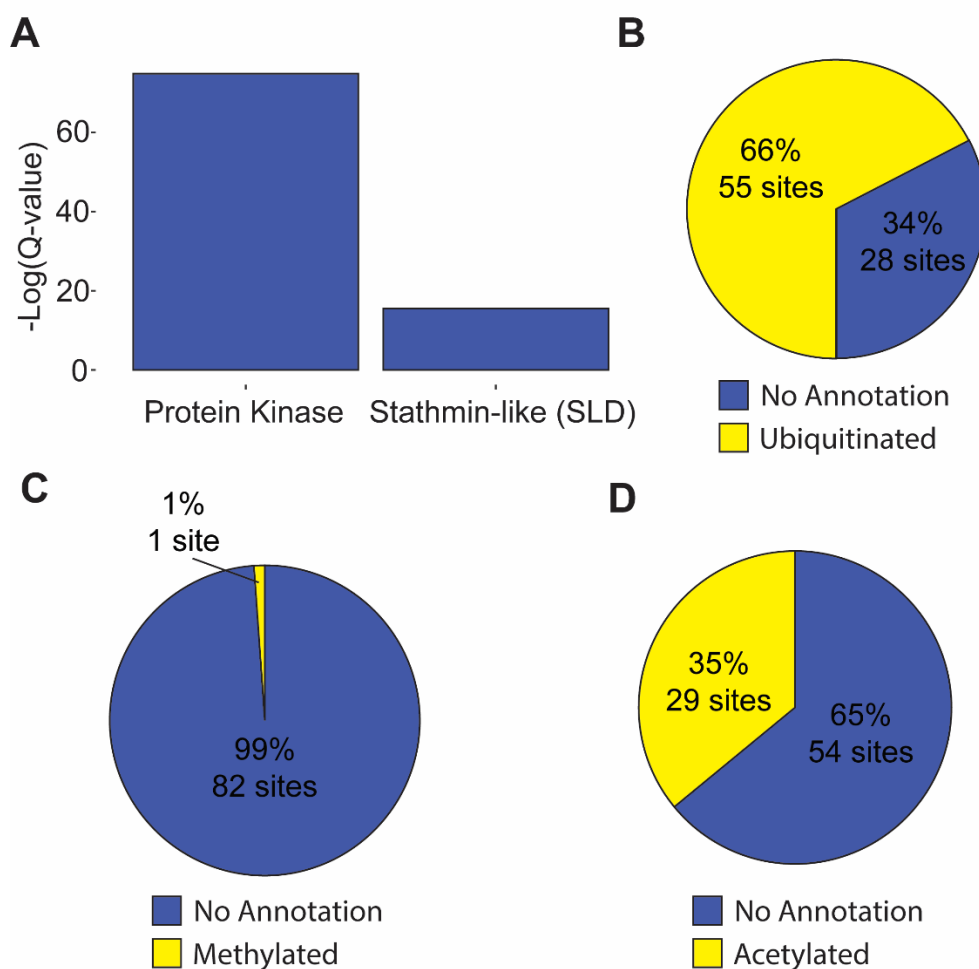 A
-Log(Q-value)
60
40
20
0
Protein Kinase
Stathmin-like (SLD)
B
66%
55 sites
34%
28 sites
No Annotation
Ubiquitinated
C
1%
1 site
99%
82 sites
No Annotation
Methylated
D
35%
29 sites
65%
54 sites
No Annotation
Acetylated